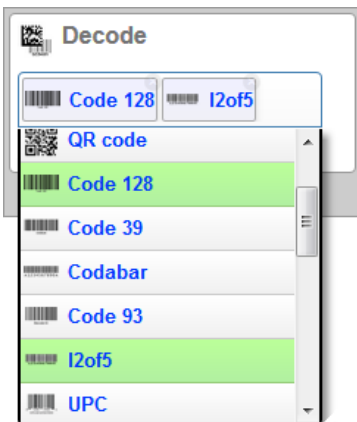 Decode
Code 128 I2of5
QR code
Code 128
Code 39
Codabar
Code 93
I2of5
UPC